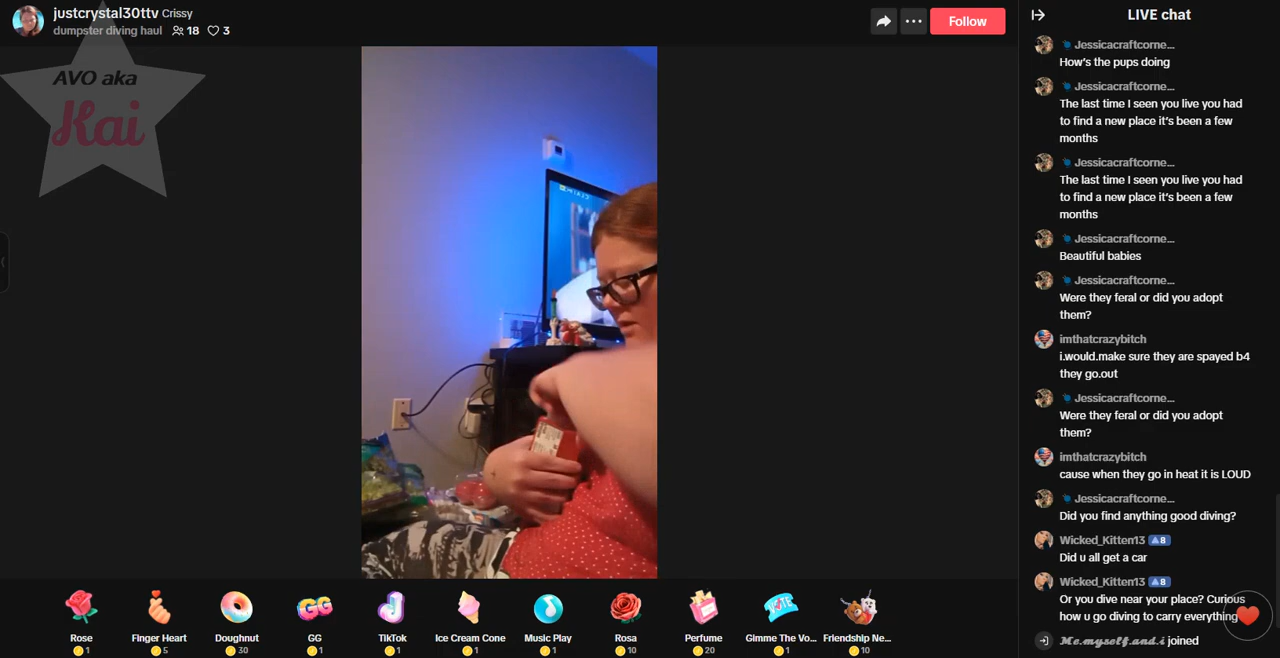 justcrystal30ttv Crissy
dumpster diving haul 18 3
Follow
AVO aka
Kai
LIVE chat
Jessicacraftcorne...
How's the pups doing
Jessicacraftcorne...
The last time I seen you live you had
to find a new place it's been a few
months
Jessicacraftcorne...
The last time I seen you live you had
to find a new place it's been a few
months
Jessicacraftcorne...
Beautiful babies
Jessicacraftcorne...
Were they feral or did you adopt
them?
imthatcrazybitch
i.would.make sure they are spayed b4
they go.out
Jessicacraftcorne...
Were they feral or did you adopt
them?
imthatcrazybitch
cause when they go in heat it is LOUD
Jessicacraftcorne...
Did you find anything good diving?
Wicked_Kitten13 8
Did u all get a car
Wicked_Kitten13 8
Or you dive near your place? Curious
how u go diving to carry everything
Me.myself.and.i joined
GG
VOTE
Rose Finger Heart Doughnut GG TikTok Ice Cream Cone Music Play Rosa Perfume Gimme The Vo... Friendship Ne...
1 5 30 1 1 1 1 10 20 1 10